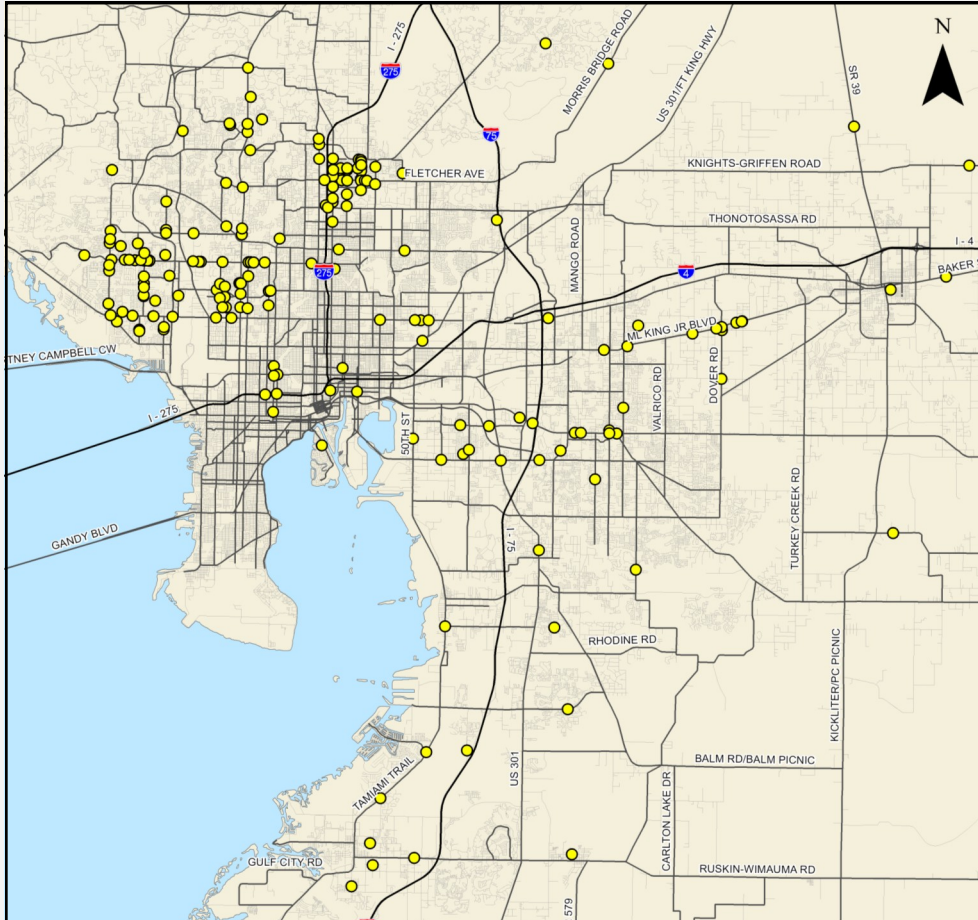 N
I - 275
275
MORRIS BRIDGE ROAD
US 301/FT KING HWY
SR 39
75
FLETCHER AVE
KNIGHTS-GRIFFEN ROAD
THONOTOSASSA RD
I - 4
MANGO ROAD
275
4
BAKER
ML KING JR BLVD
TNEY CAMPBELL CW
DOVER RD
VALRICO RD
I - 275
50TH ST
TURKEY CREEK RD
GANDY BLVD
I - 75
RHODINE RD
KICKLITER/PC PICNIC
US 301
BALM RD/BALM PICNIC
TAMIAMI TRAIL
CARLTON LAKE DR
GULF CITY RD
RUSKIN-WIMAUMA RD
579